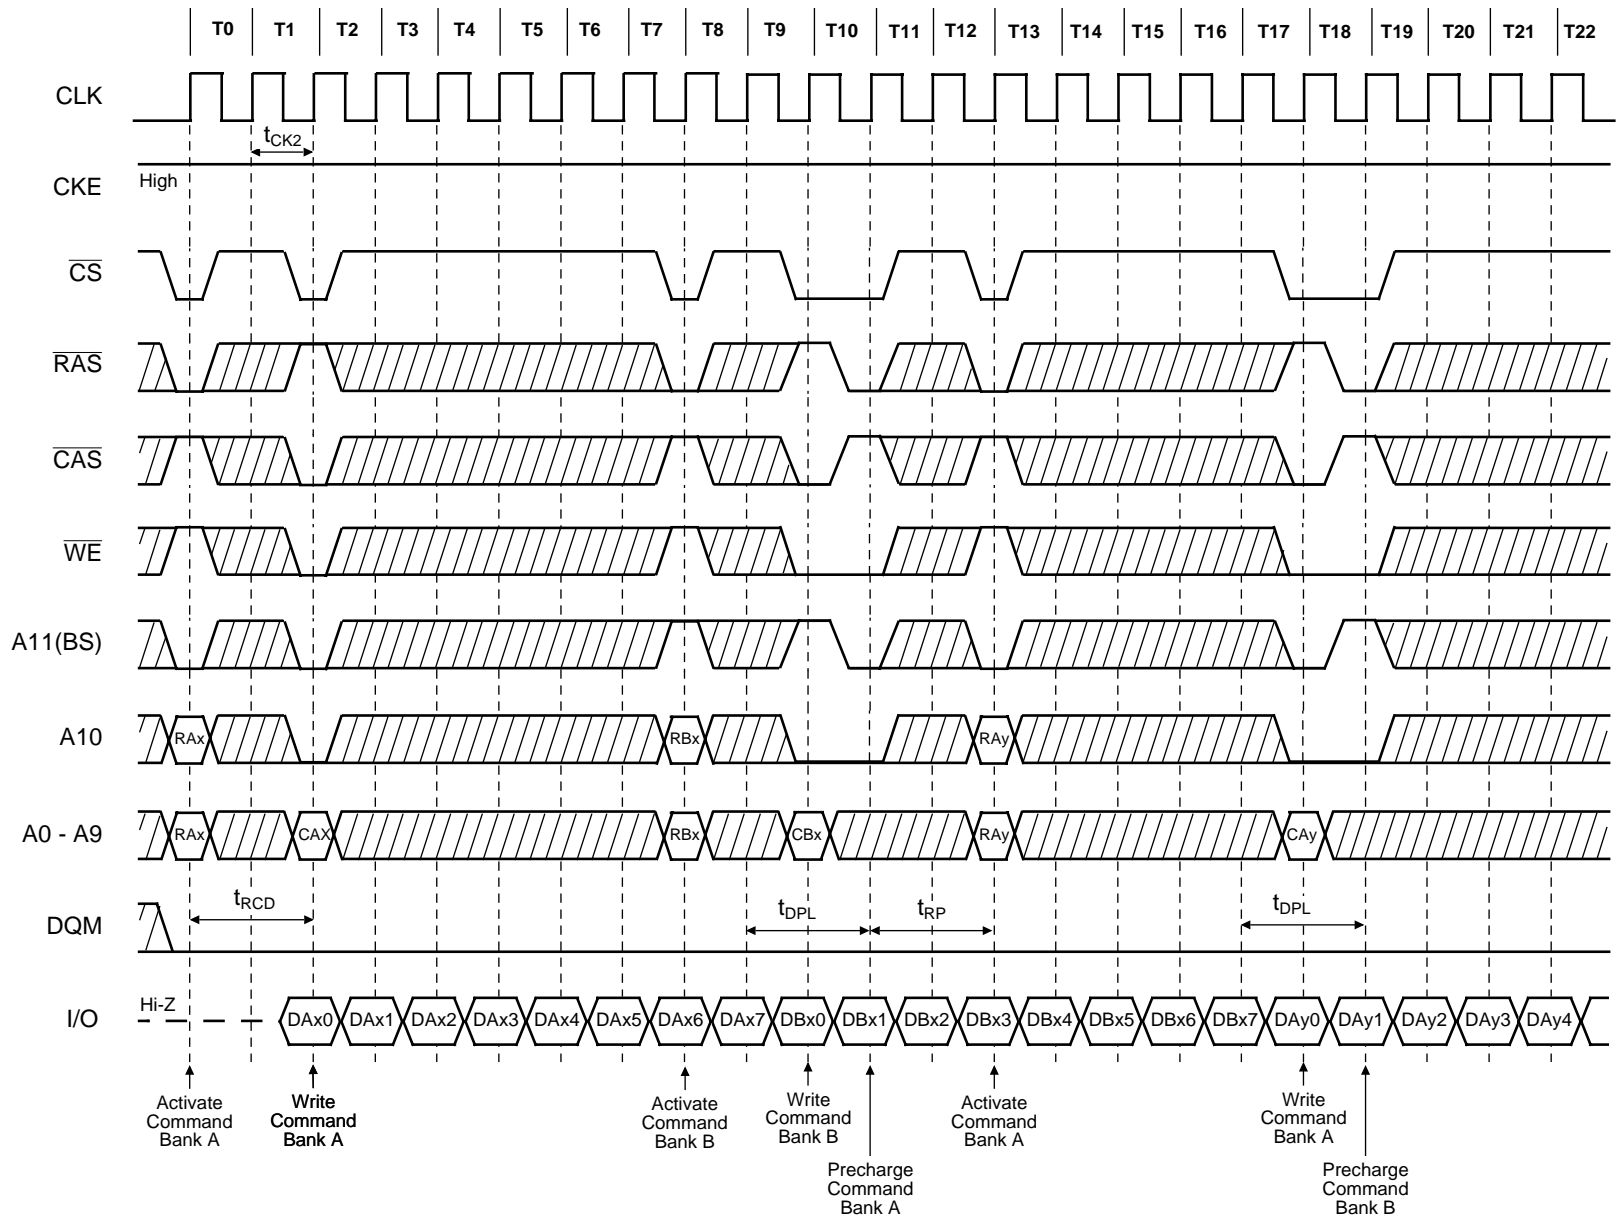 T0 T1 T2 T3 T4 T5 T6 T7 T8 T9 T10 T11 T12 T13 T14 T15 T16 T17 T18 T19 T20 T21 T22
CLK
tCK2
CKE
High
CS
RAS
CAS
WE
A11(BS)
A10
RAx RBx RAy
A0 - A9
RAx CAX RBx CBx RAy CAy
DQM
tRCD tDPL tRP tDPL
I/O
Hi-Z
DAx0 DAx1 DAx2 DAx3 DAx4 DAx5 DAx6 DAx7 DBx0 DBx1 DBx2 DBx3 DBx4 DBx5 DBx6 DBx7 DAy0 DAy1 DAy2 DAy3 DAy4
Activate
Command
Bank A
Write
Command
Bank A
Activate
Command
Bank B
Write
Command
Bank B
Precharge
Command
Bank A
Activate
Command
Bank A
Write
Command
Bank A
Precharge
Command
Bank B